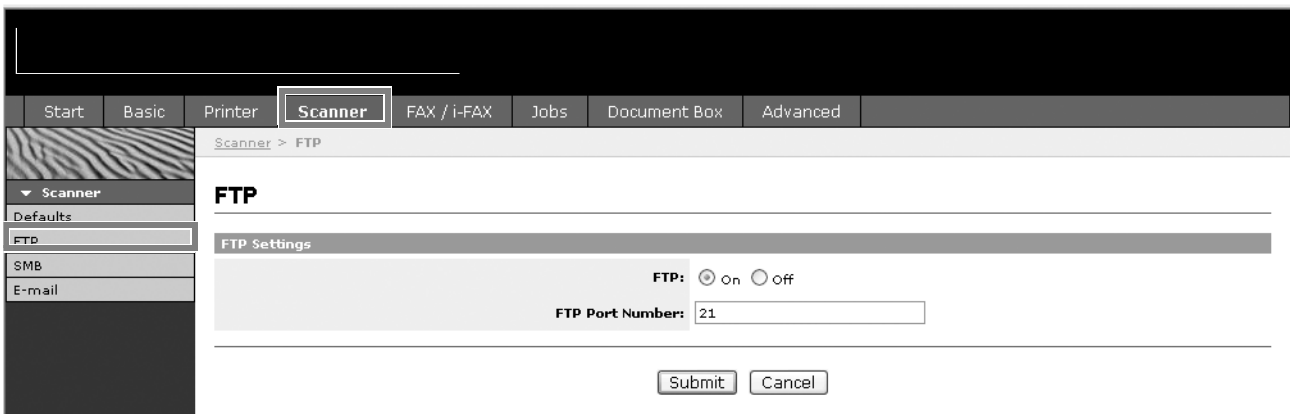 Start Basic Printer Scanner FAX / i-FAX Jobs Document Box Advanced
Scanner > FTP
Scanner
Defaults
FTP
SMB
E-mail
FTP
FTP Settings
FTP: On Off
FTP Port Number: 21
Submit Cancel